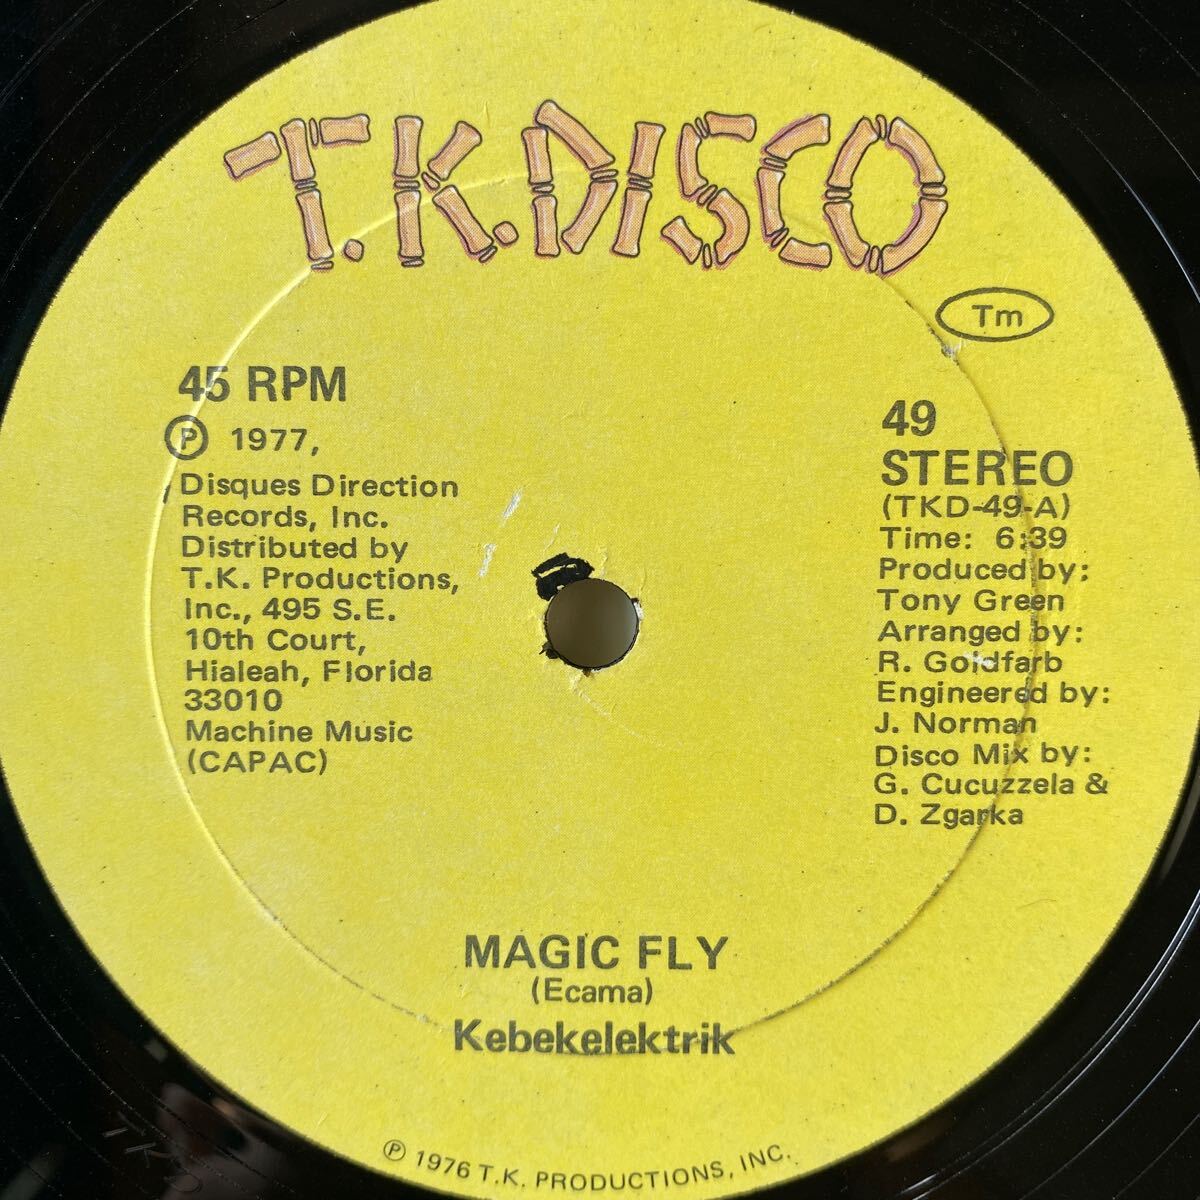 T.K.DISCO
Tm
45 RPM
℗ 1977,
Disques Direction
Records, Inc.
Distributed by
T.K. Productions,
Inc., 495 S.E.
10th Court,
Hialeah, Florida
33010
Machine Music
(CAPAC)
49
STEREO
(TKD-49-A)
Time: 6:39
Produced by:
Tony Green
Arranged by:
R. Goldfarb
Engineered by:
J. Norman
Disco Mix by:
G. Cucuzzela &
D. Zgarka
MAGIC FLY
(Ecama)
Kebekelektrik
℗ 1976 T.K. PRODUCTIONS, INC.
TK